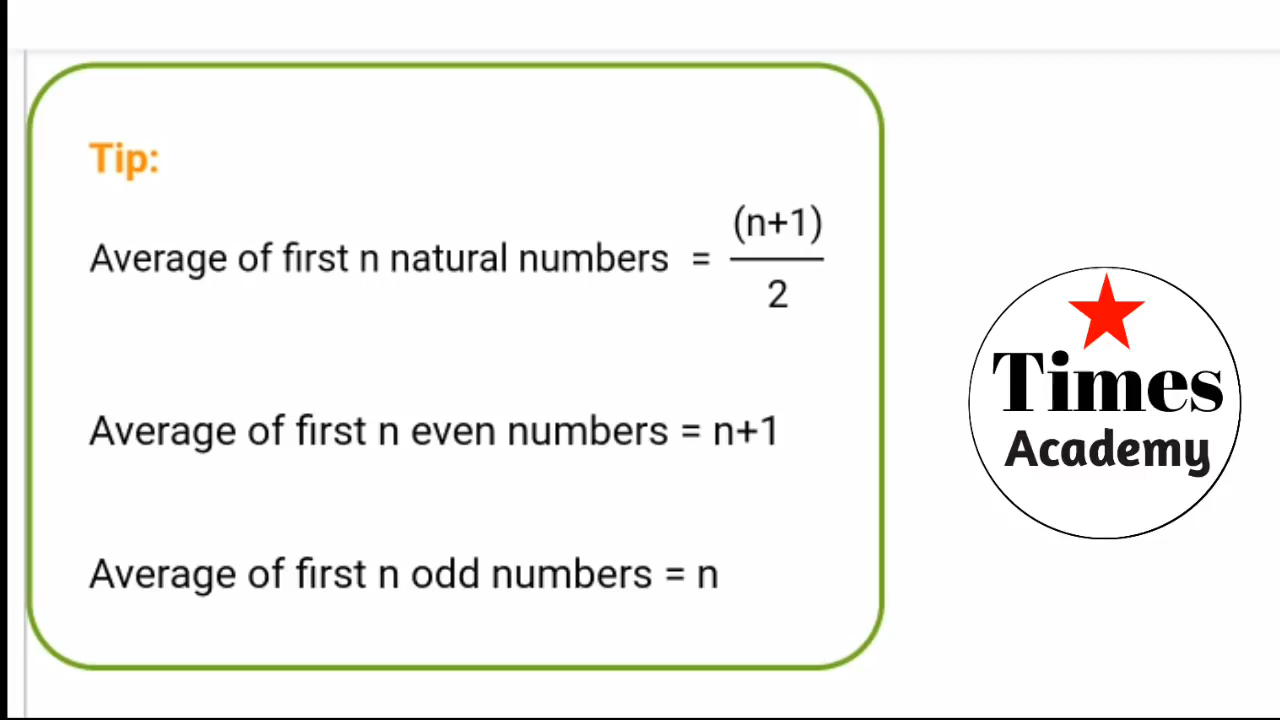 Tip:
Average of first n natural numbers = (n+1)/2
Average of first n even numbers = n+1
Average of first n odd numbers = n
Times
Academy